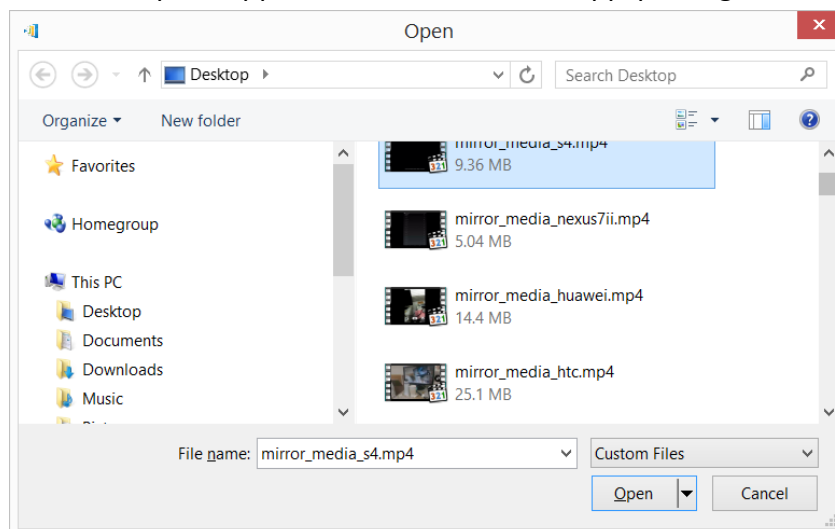 Open
Desktop
Search Desktop
Organize
New folder
Favorites
Homegroup
This PC
Desktop
Documents
Downloads
Music
mirror_media_s4.mp4
9.36 MB
mirror_media_nexus7ii.mp4
5.04 MB
mirror_media_huawei.mp4
14.4 MB
mirror_media_htc.mp4
25.1 MB
File name: mirror_media_s4.mp4
Custom Files
Open
Cancel